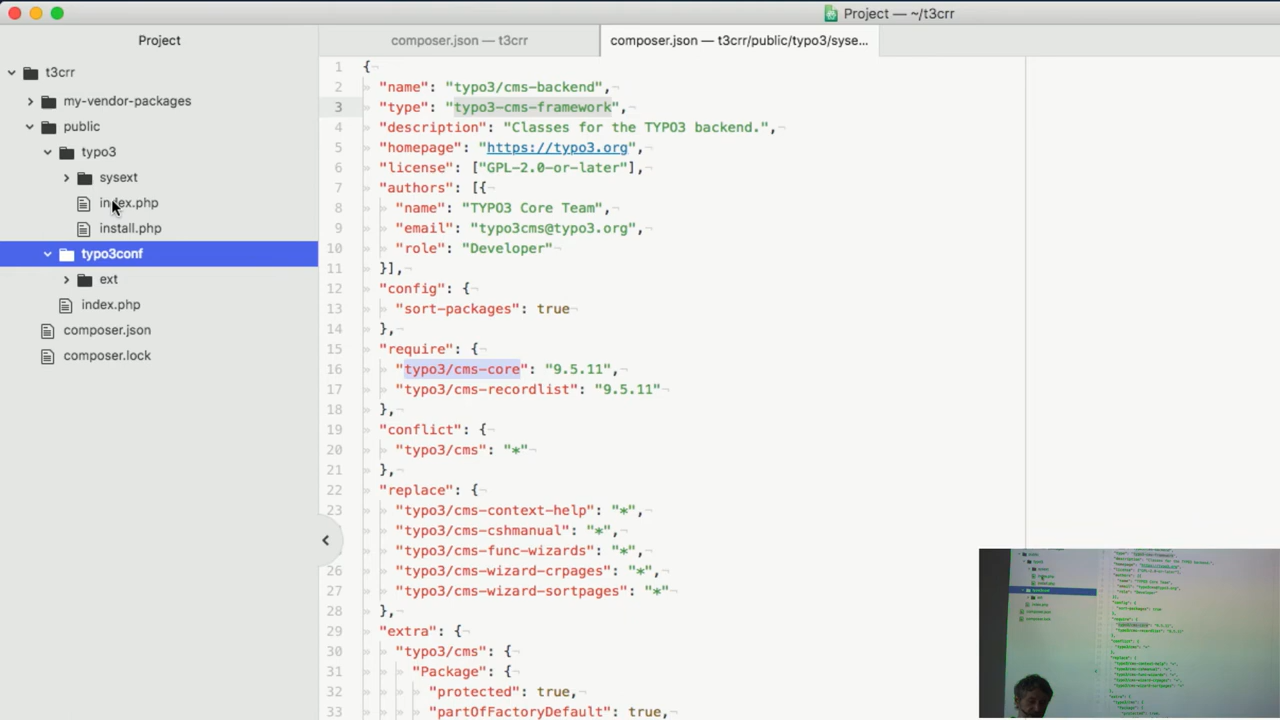 Project — ~/t3crr
Project
composer.json — t3crr
composer.json — t3crr/public/typo3/syse...
t3crr
my-vendor-packages
public
typo3
sysext
index.php
install.php
typo3conf
ext
index.php
composer.json
composer.lock
1 {
2 "name": "typo3/cms-backend",
3 "type": "typo3-cms-framework",
4 "description": "Classes for the TYPO3 backend.",
5 "homepage": "https://typo3.org",
6 "license": ["GPL-2.0-or-later"],
7 "authors": [{
8 "name": "TYPO3 Core Team",
9 "email": "typo3cms@typo3.org",
10 "role": "Developer"
11 }],
12 "config": {
13 "sort-packages": true
14 },
15 "require": {
16 "typo3/cms-core": "9.5.11",
17 "typo3/cms-recordlist": "9.5.11"
18 },
19 "conflict": {
20 "typo3/cms": "*"
21 },
22 "replace": {
23 "typo3/cms-context-help": "*",
24 "typo3/cms-cshmanual": "*",
25 "typo3/cms-func-wizards": "*",
26 "typo3/cms-wizard-crpages": "*",
27 "typo3/cms-wizard-sortpages": "*"
28 },
29 "extra": {
30 "typo3/cms": {
31 "Package": {
32 "protected": true,
33 "partOfFactoryDefault": true,